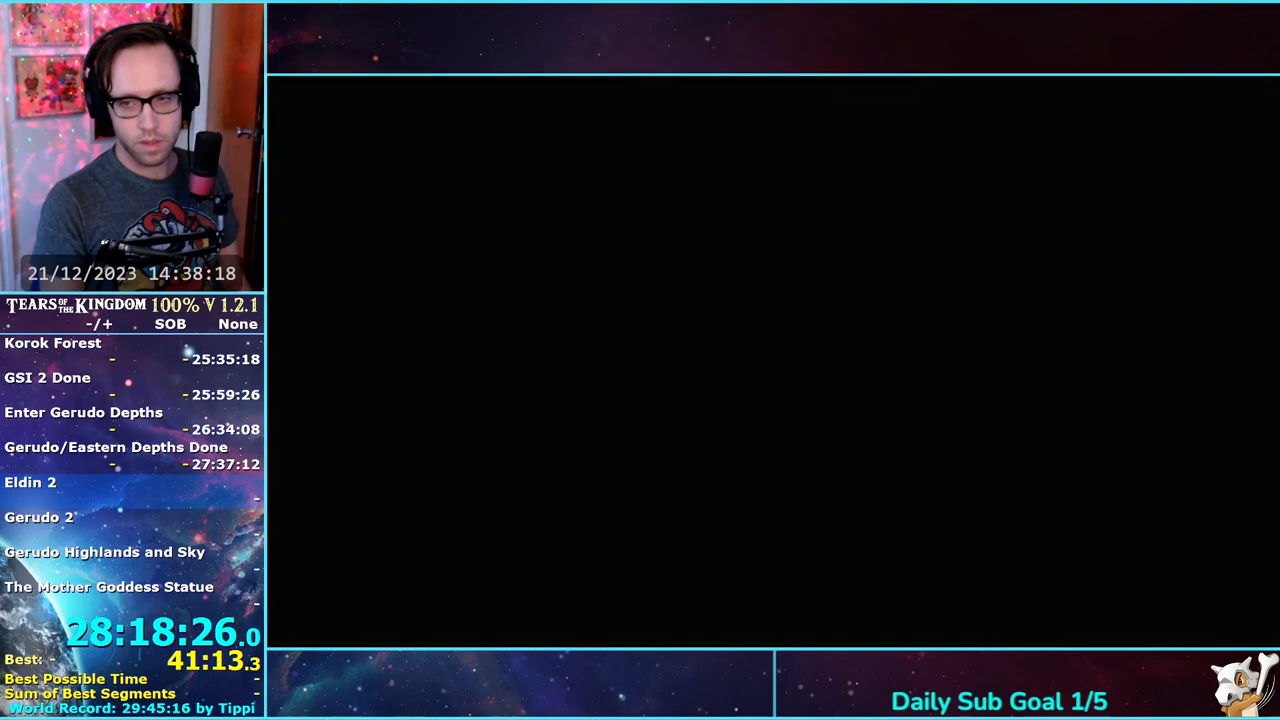 21/12/2023 14:38:18
TEARS OF THE KINGDOM 100% V 1.2.1
-/+ SOB None
Korok Forest
- - 25:35:18
GSI 2 Done
- - 25:59:26
Enter Gerudo Depths
- - 26:34:08
Gerudo/Eastern Depths Done
- - 27:37:12
Eldin 2
-
Gerudo 2
-
Gerudo Highlands and Sky
-
The Mother Goddess Statue
-
28:18:26.0
Best: - 41:13.3
Best Possible Time -
Sum of Best Segments -
World Record: 29:45:16 by Tippi
Daily Sub Goal 1/5